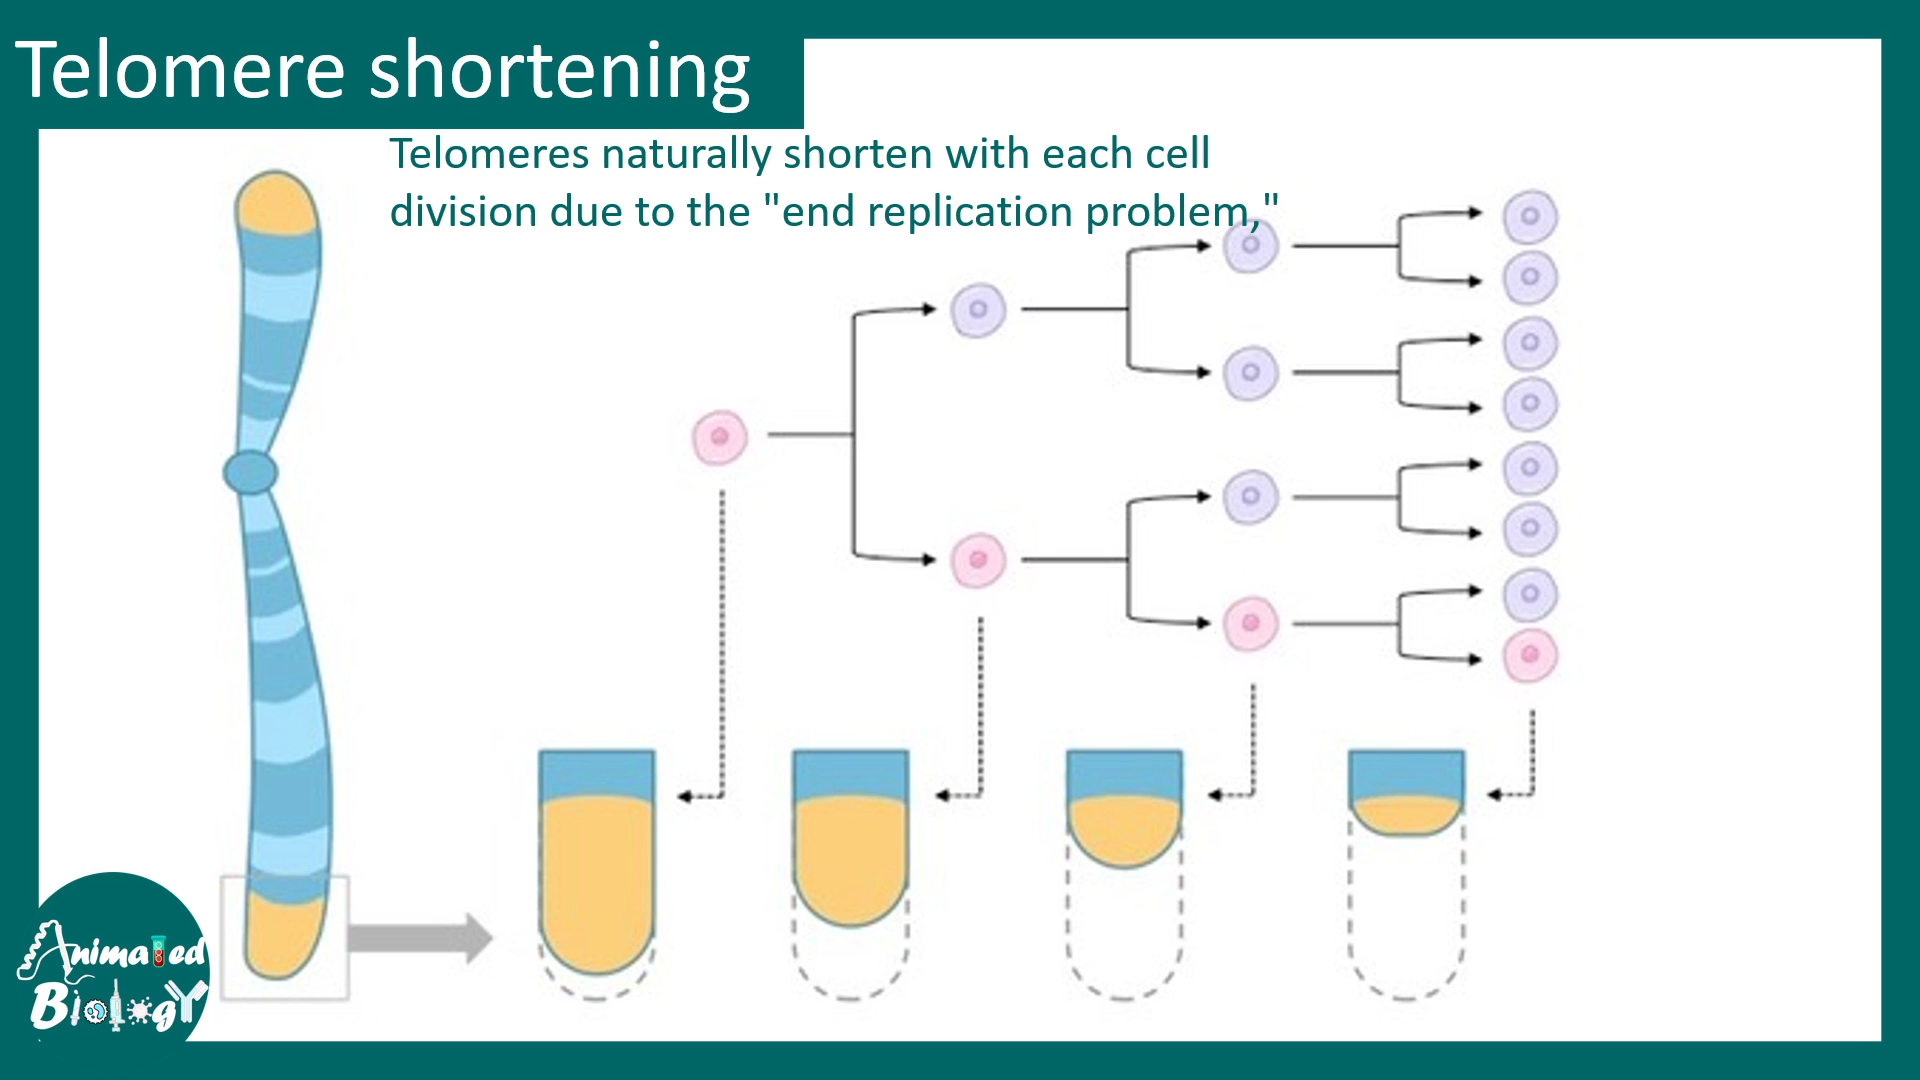 Telomere shortening
Telomeres naturally shorten with each cell
division due to the "end replication problem,"
Animated
Biology